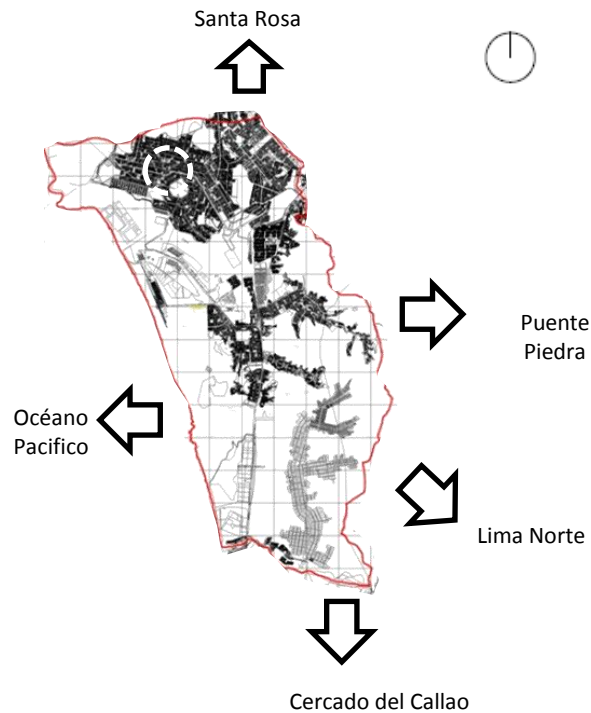 Santa Rosa
Puente
Piedra
Océano
Pacifico
Lima Norte
Cercado del Callao